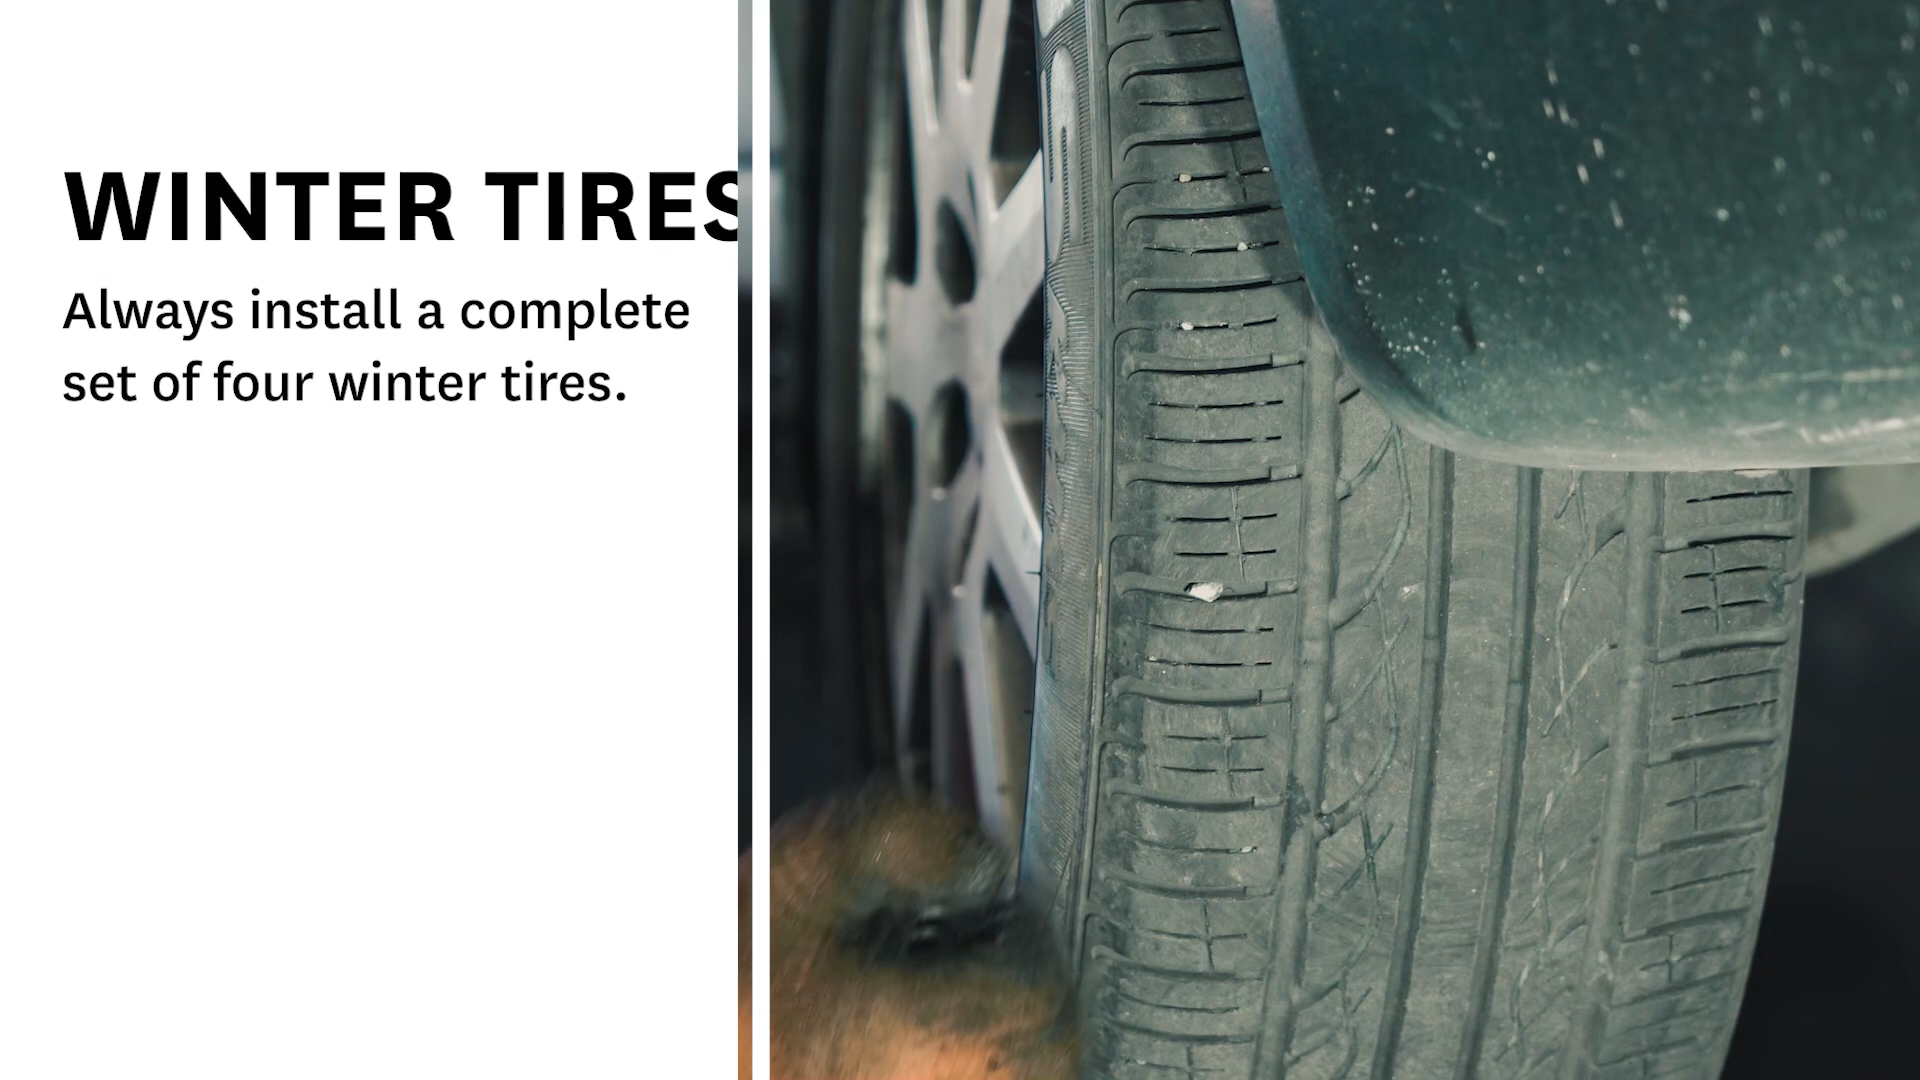 WINTER TIRES
Always install a complete
set of four winter tires.